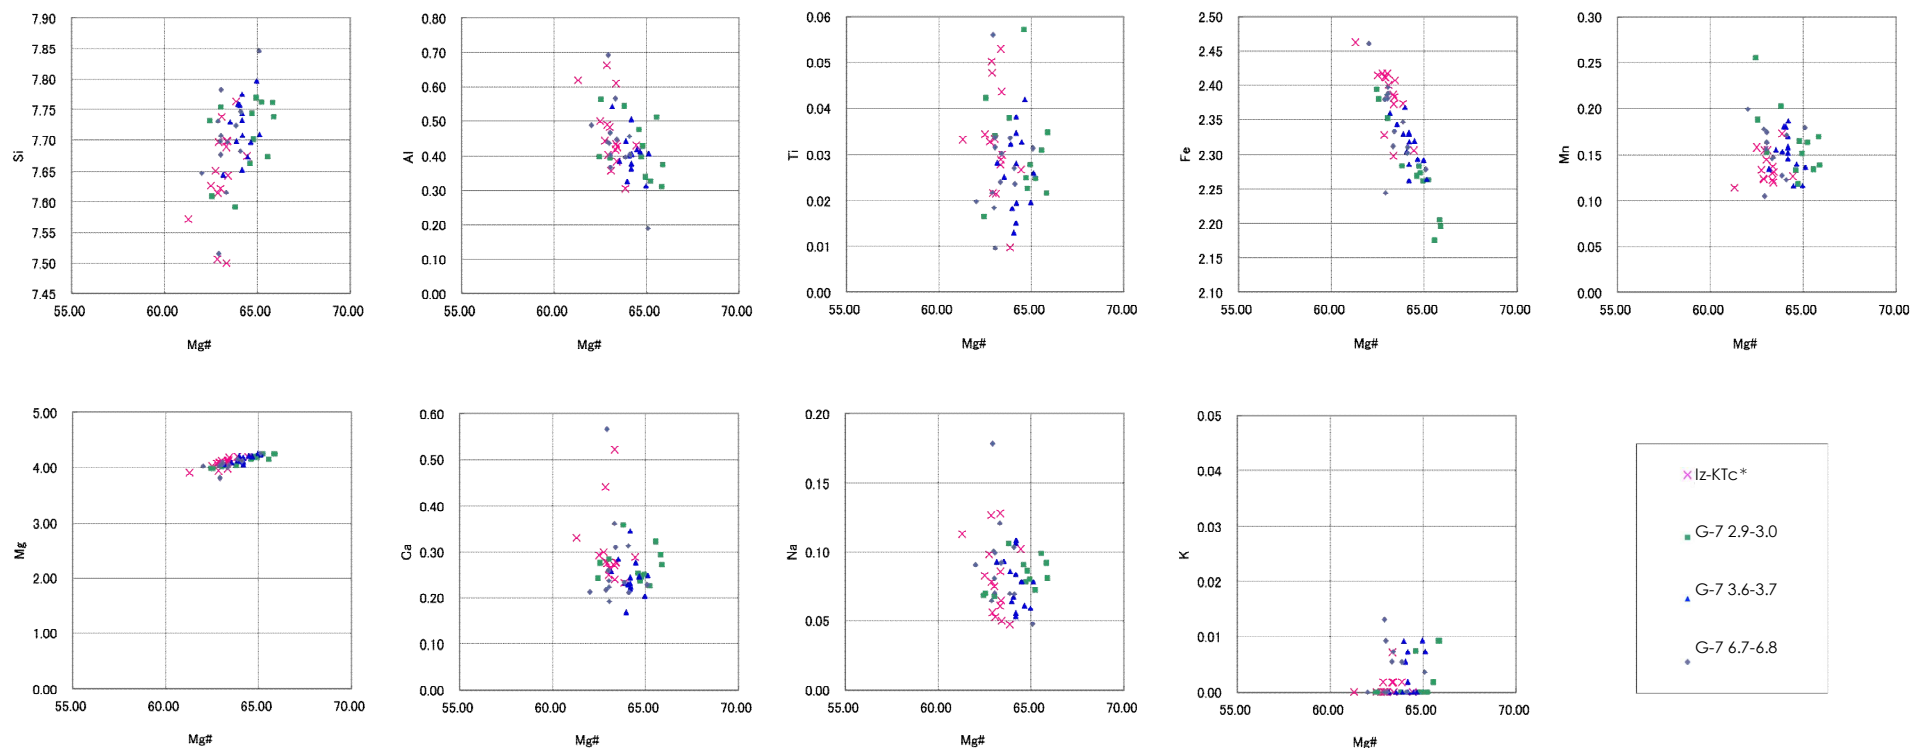 7.90
7.85
7.80
7.75
7.70
7.65
7.60
7.55
7.50
7.45
Si
55.00 60.00 65.00 70.00
Mg#
0.80
0.70
0.60
0.50
0.40
0.30
0.20
0.10
0.00
Al
55.00 60.00 65.00 70.00
Mg#
0.06
0.05
0.04
0.03
0.02
0.01
0.00
Ti
55.00 60.00 65.00 70.00
Mg#
2.50
2.45
2.40
2.35
2.30
2.25
2.20
2.15
2.10
Fe
55.00 60.00 65.00 70.00
Mg#
0.30
0.25
0.20
0.15
0.10
0.05
0.00
Mn
55.00 60.00 65.00 70.00
Mg#
5.00
4.00
3.00
2.00
1.00
0.00
Mg
55.00 60.00 65.00 70.00
Mg#
0.60
0.50
0.40
0.30
0.20
0.10
0.00
Ca
55.00 60.00 65.00 70.00
Mg#
0.20
0.15
0.10
0.05
0.00
Na
55.00 60.00 65.00 70.00
Mg#
0.05
0.04
0.03
0.02
0.01
0.00
K
55.00 60.00 65.00 70.00
Mg#
Iz-KTc*
G-7 2.9-3.0
G-7 3.6-3.7
G-7 6.7-6.8